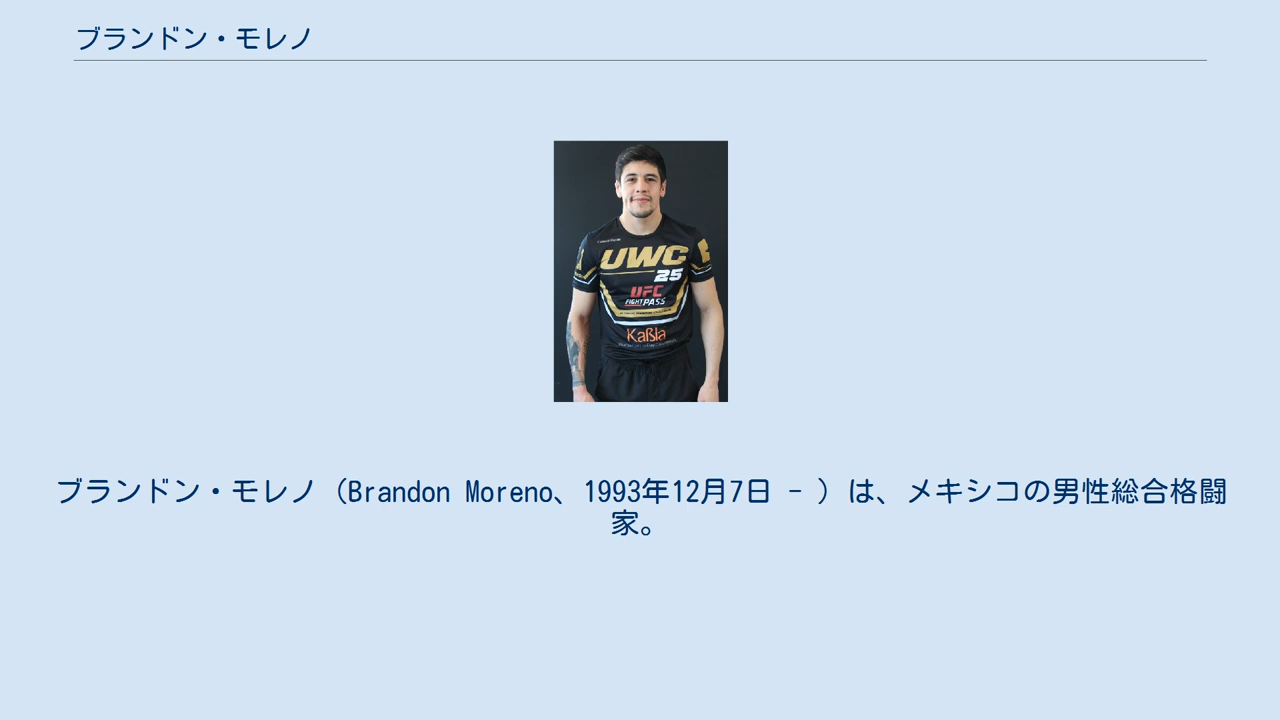 ブランドン・モレノ
UWC
25
UFC
FIGHT PASS
Kaßia
ブランドン・モレノ（Brandon Moreno、1993年12月7日 - ）は、メキシコの男性総合格闘
家。